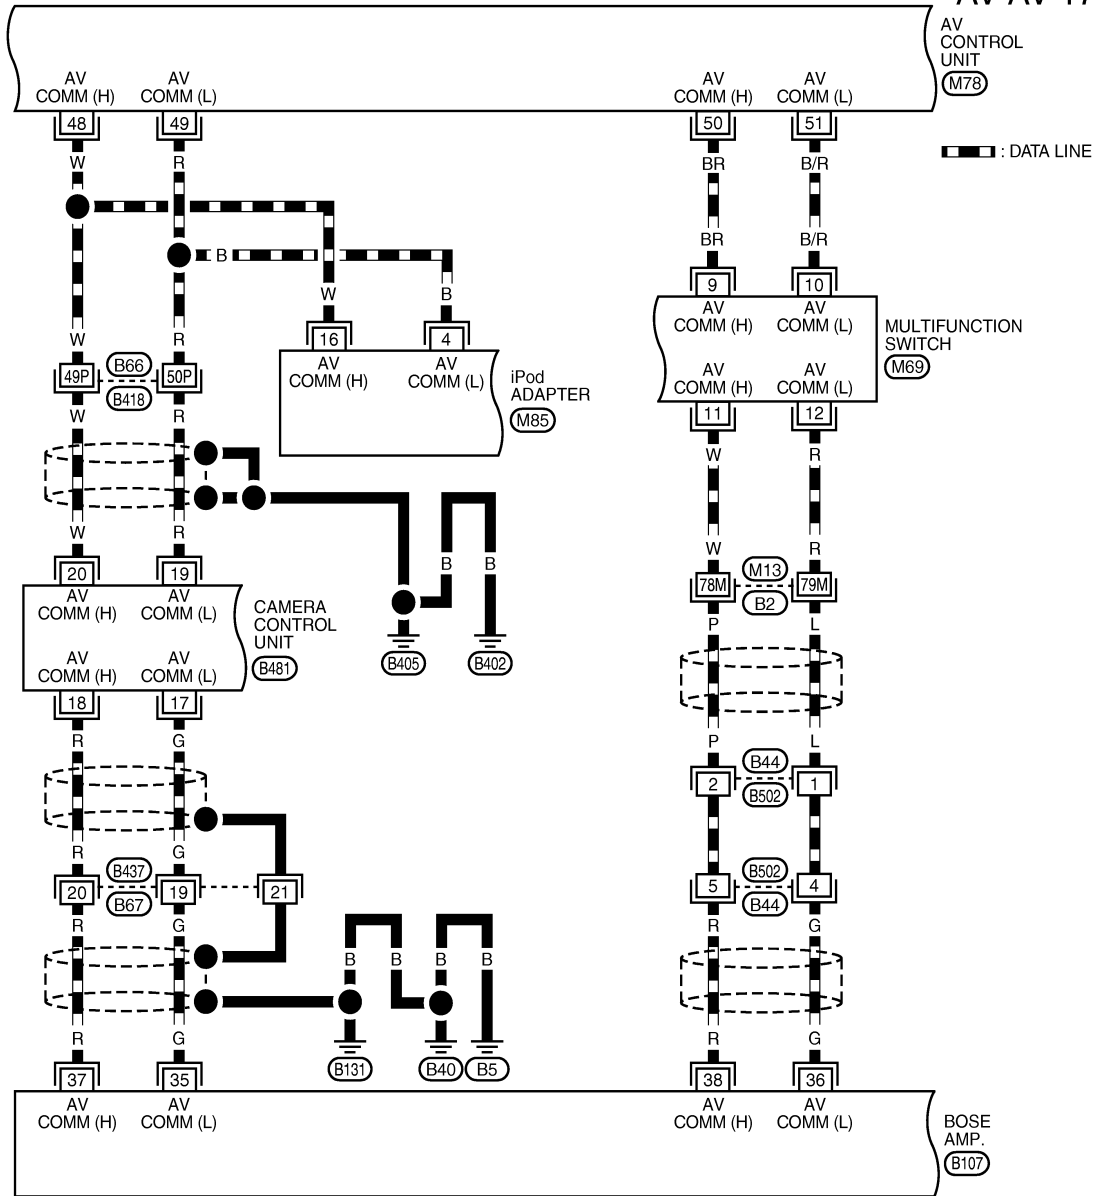 AV
CONTROL
UNIT
M78
AV
COMM (H)
AV
COMM (L)
AV
COMM (H)
AV
COMM (L)
48
49
50
51
: DATA LINE
W
R
BR
B/R
B
BR
B/R
W
B
9
10
16
4
AV
COMM (H)
AV
COMM (L)
MULTIFUNCTION
SWITCH
M69
W
R
49P
B66
B418
50P
AV
COMM (H)
AV
COMM (L)
iPod
ADAPTER
M85
AV
COMM (H)
AV
COMM (L)
11
12
W
R
W
R
W
R
B
B
W
R
20
19
78M
M13
B2
79M
AV
COMM (H)
AV
COMM (L)
CAMERA
CONTROL
UNIT
B481
P
L
B405
B402
AV
COMM (H)
AV
COMM (L)
18
17
R
G
P
L
2
B44
B502
1
R
G
20
B437
B67
19
21
5
B502
B44
4
R
G
R
G
B
B
B
B
R
G
R
G
B131
B40
B5
37
35
38
36
AV
COMM (H)
AV
COMM (L)
AV
COMM (H)
AV
COMM (L)
BOSE
AMP.
B107